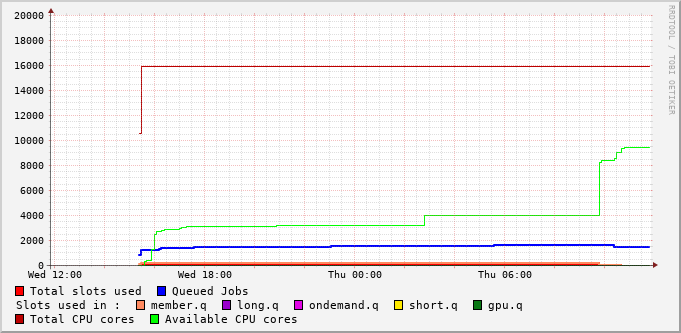 20000
18000
16000
14000
12000
10000
8000
6000
4000
2000
0
Wed 12:00 Wed 18:00 Thu 00:00 Thu 06:00
RRDTOOL / TOBI OETIKER
Total slots used Queued Jobs
Slots used in : member.q long.q ondemand.q short.q gpu.q
Total CPU cores Available CPU cores